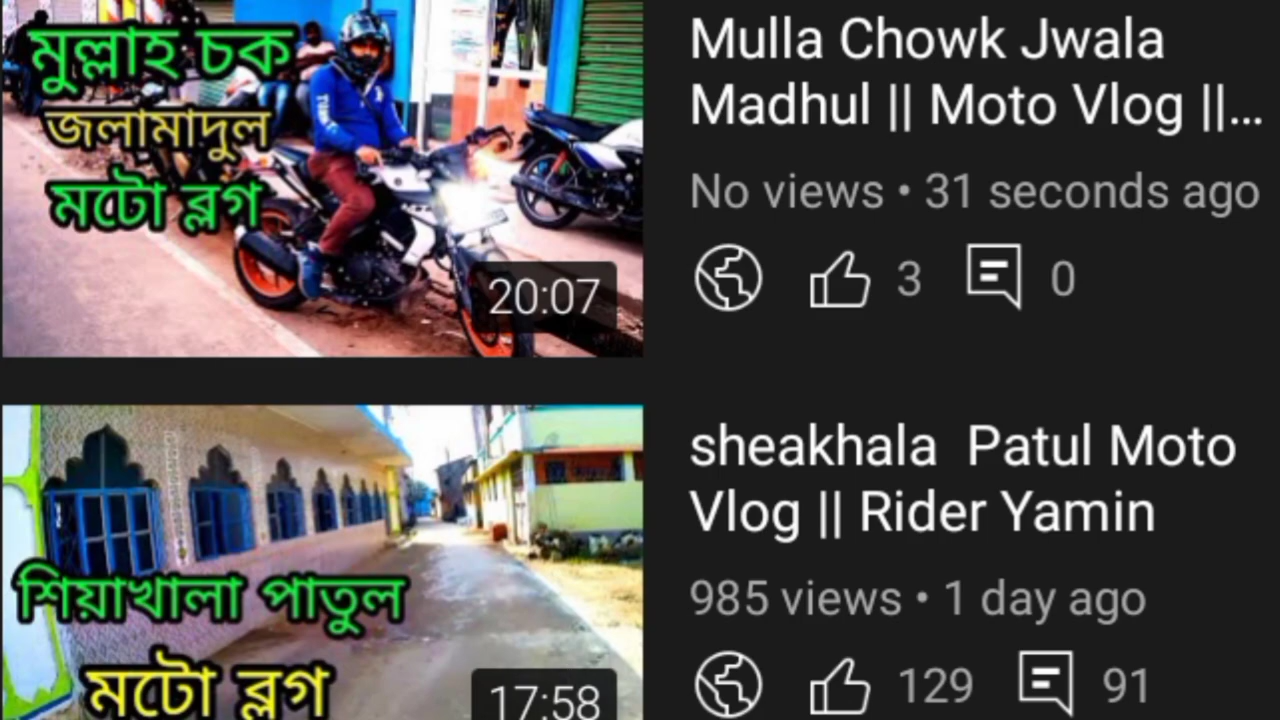 মুল্লাহ চক
জলামাদুল
মটো ব্লগ
20:07
Mulla Chowk Jwala
Madhul || Moto Vlog ||...
No views • 31 seconds ago
3
0
শিয়াখালা পাতুল
মটো ব্লগ
17:58
sheakhala Patul Moto
Vlog || Rider Yamin
985 views • 1 day ago
129
91